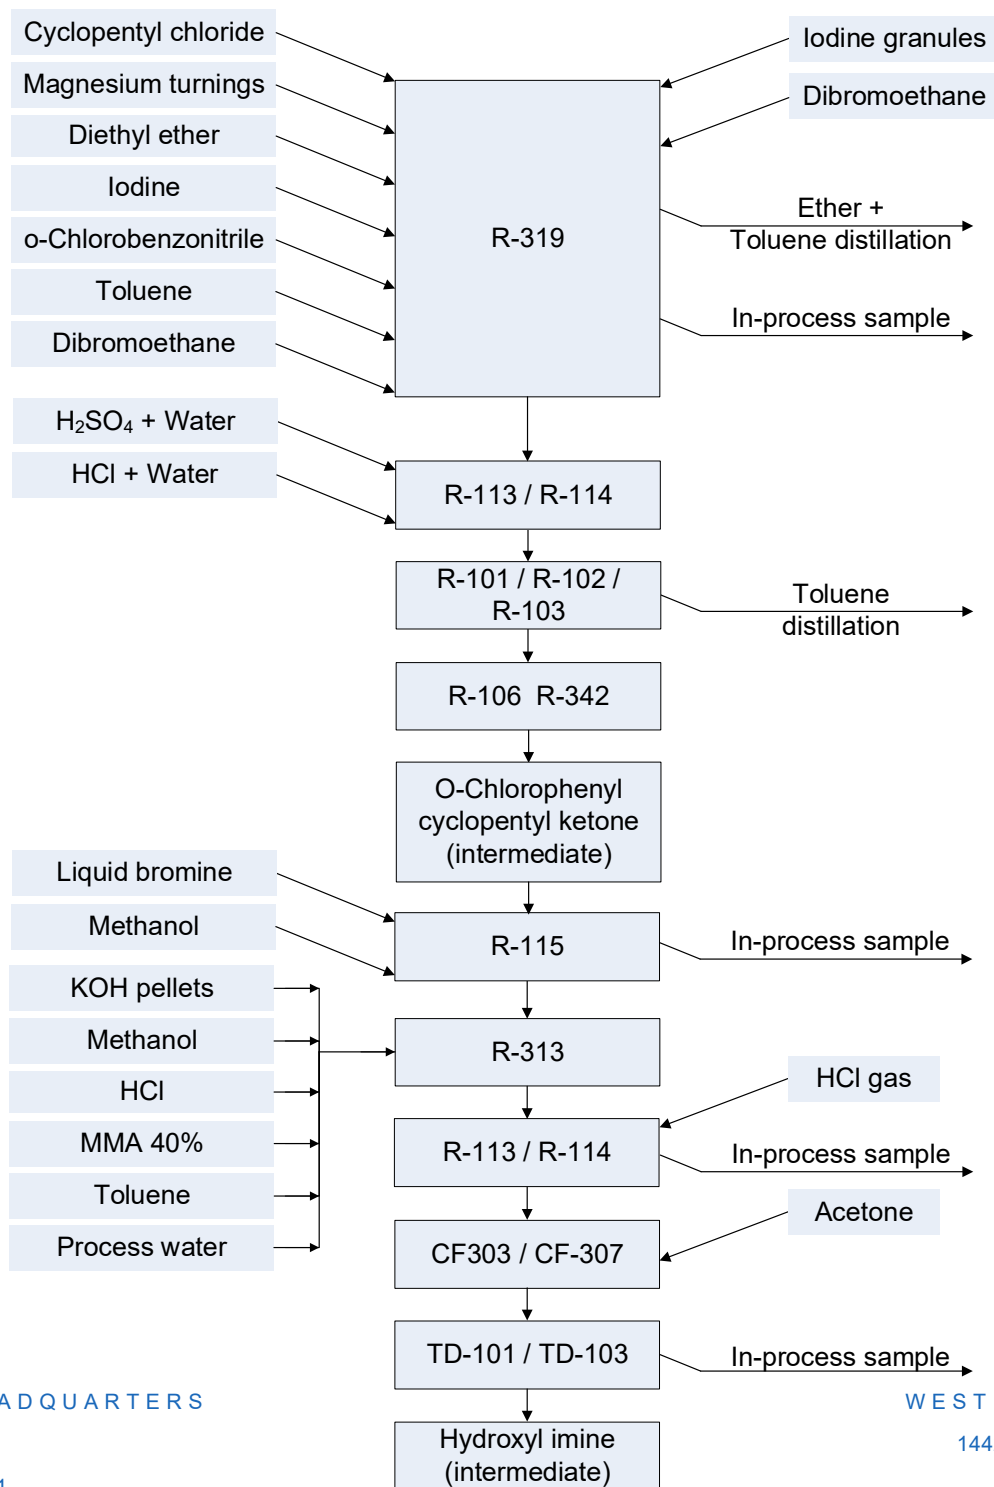 Cyclopentyl chloride
Magnesium turnings
Diethyl ether
Iodine
o-Chlorobenzonitrile
Toluene
Dibromoethane
Iodine granules
Dibromoethane
R-319
Ether +
Toluene distillation
In-process sample
H₂SO₄ + Water
HCl + Water
R-113 / R-114
R-101 / R-102 /
R-103
Toluene
distillation
R-106 R-342
O-Chlorophenyl
cyclopentyl ketone
(intermediate)
Liquid bromine
Methanol
R-115
In-process sample
KOH pellets
Methanol
HCl
MMA 40%
Toluene
Process water
R-313
HCl gas
R-113 / R-114
In-process sample
Acetone
CF303 / CF-307
TD-101 / TD-103
In-process sample
ADQUARTERS
WEST
144
Hydroxyl imine
(intermediate)